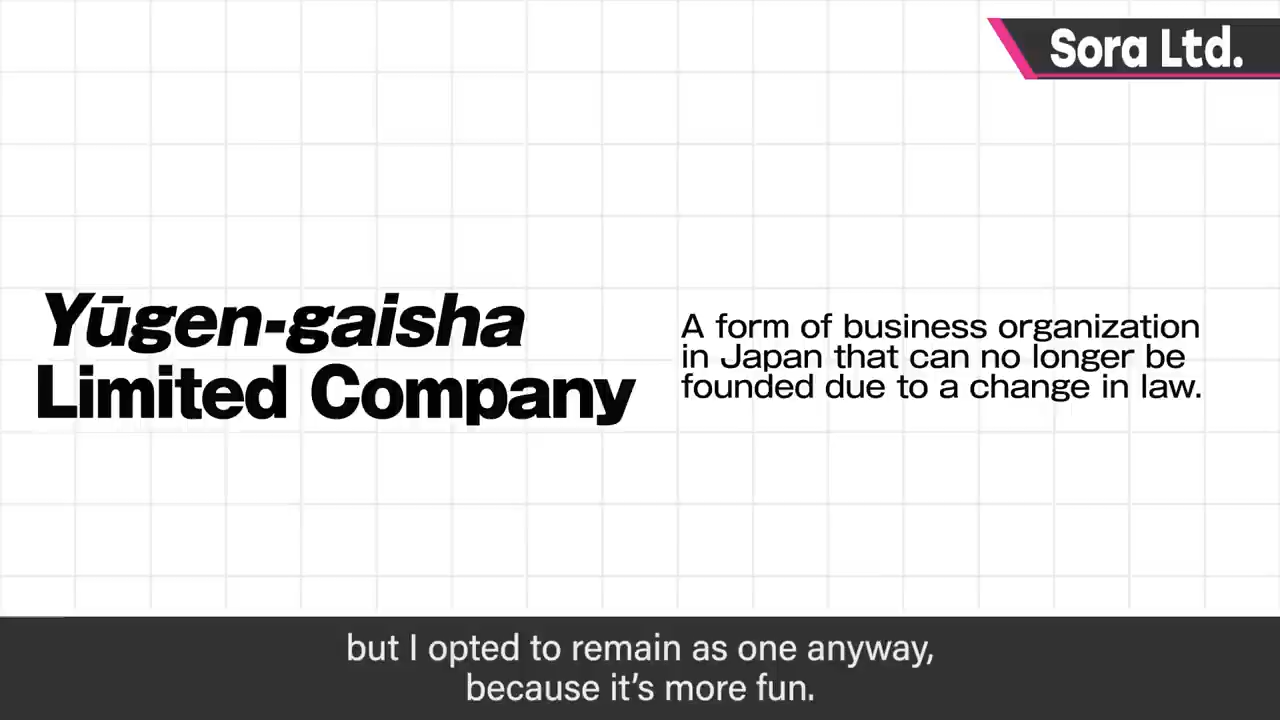 Sora Ltd.
Yūgen-gaisha
Limited Company
A form of business organization
in Japan that can no longer be
founded due to a change in law.
but I opted to remain as one anyway,
because it’s more fun.